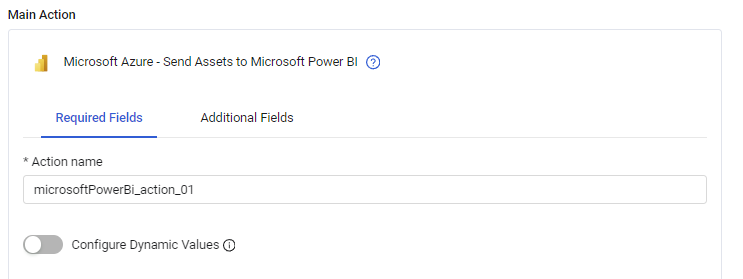 Main Action
Microsoft Azure - Send Assets to Microsoft Power BI
Required Fields Additional Fields
* Action name
microsoftPowerBi_action_01
Configure Dynamic Values